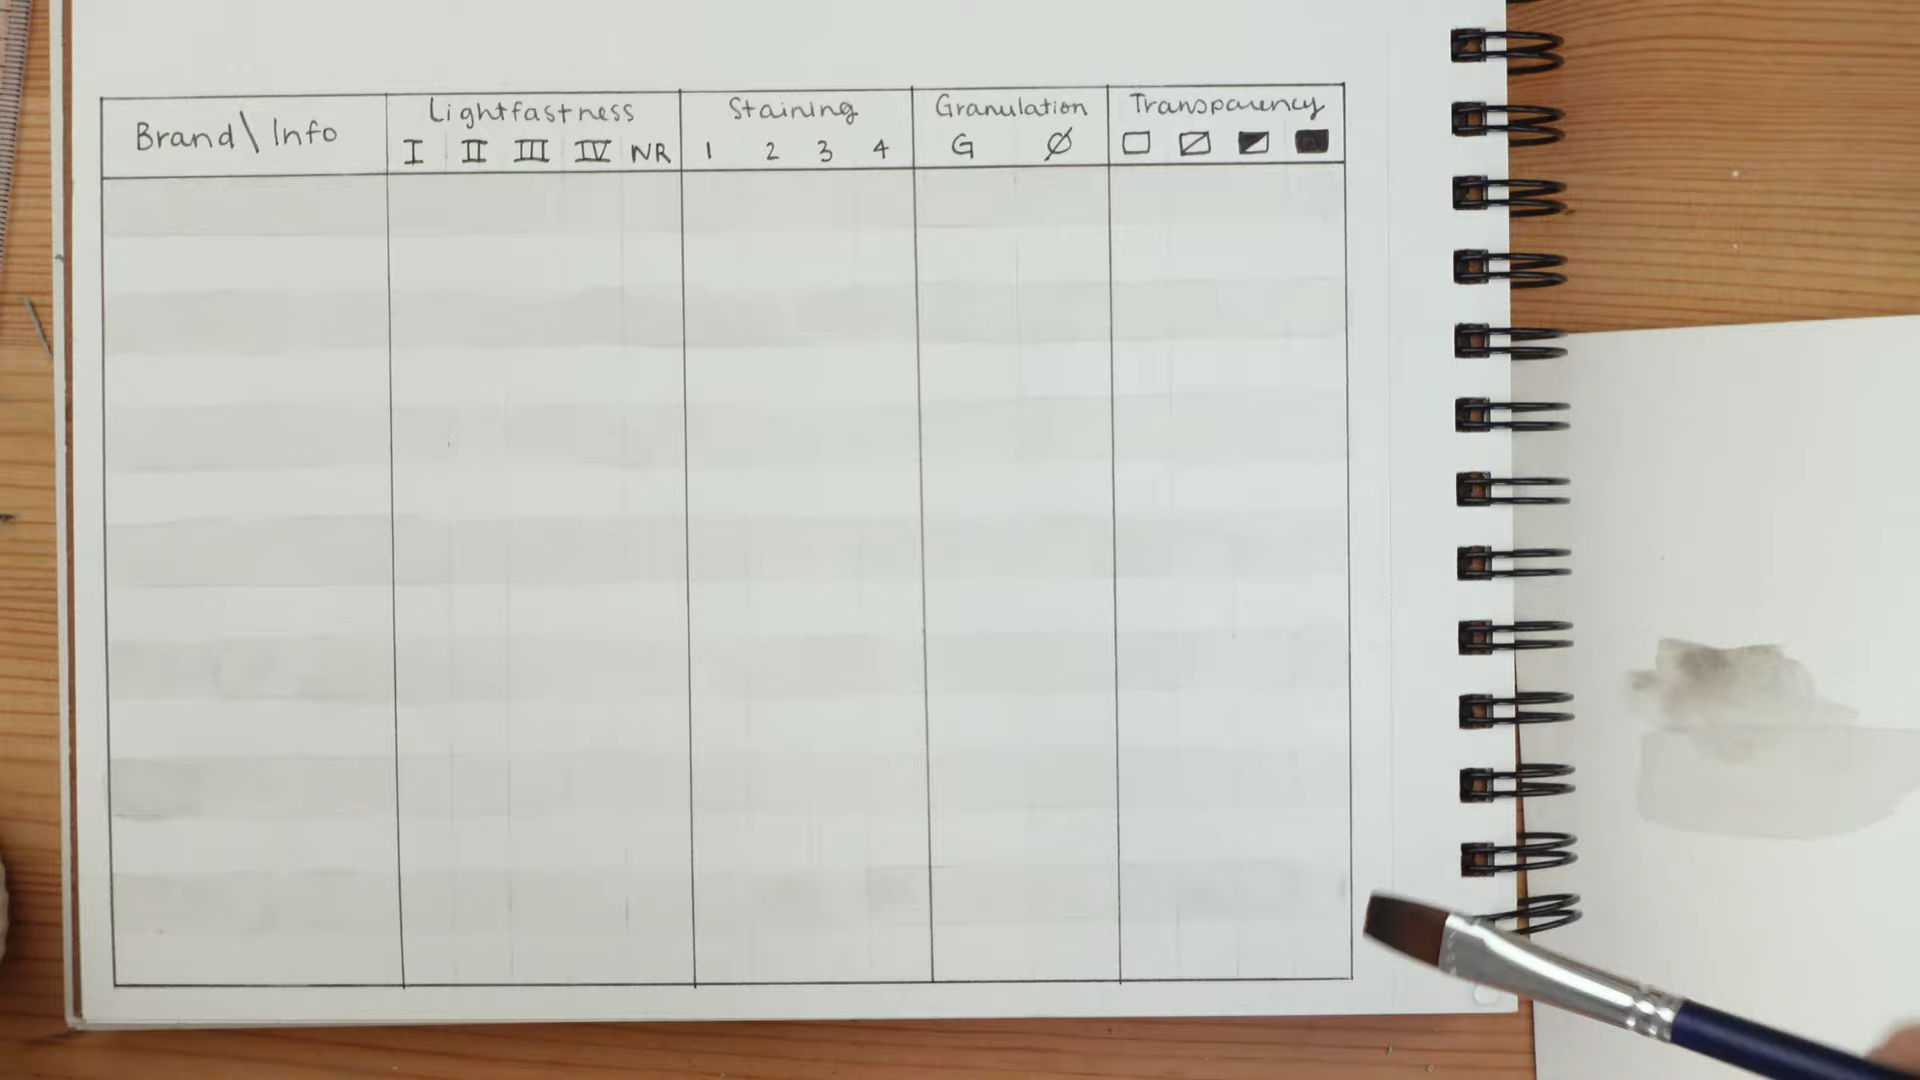 Brand\Info
Lightfastness
I II III IV NR
Staining
1 2 3 4
Granulation
G Ø
Transparency